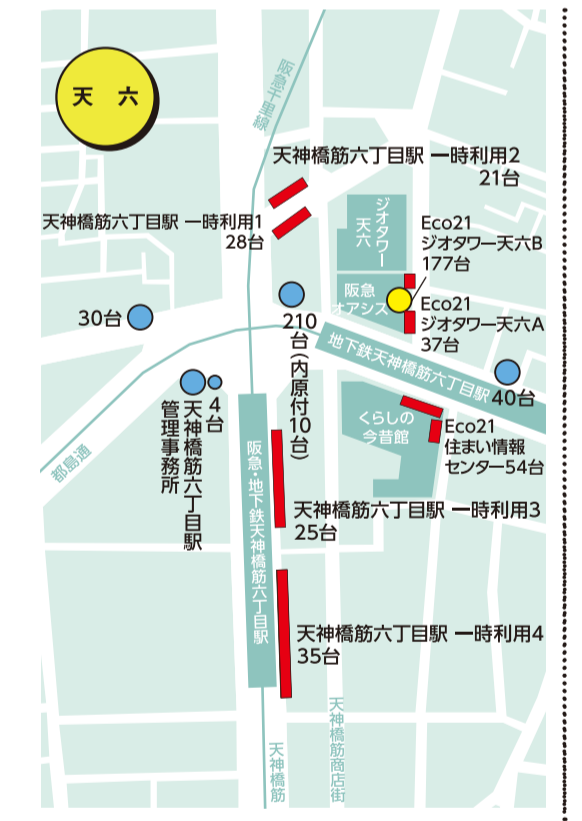 天 六
阪急千里線
天神橋筋六丁目駅 一時利用2
21台
天神橋筋六丁目駅 一時利用1
28台
ジオタワー
天六
Eco21
ジオタワー天六B
177台
阪急
オアシス
Eco21
ジオタワー天六A
37台
30台
210
台(内原付10台)
地下鉄天神橋筋六丁目駅
40台
4台
天神橋筋六丁目駅
管理事務所
都島通
くらしの
今昔館
Eco21
住まい情報
センター54台
阪急・地下鉄天神橋筋六丁目駅
天神橋筋六丁目駅 一時利用3
25台
天神橋筋六丁目駅 一時利用4
35台
天神橋筋
天神橋筋商店街